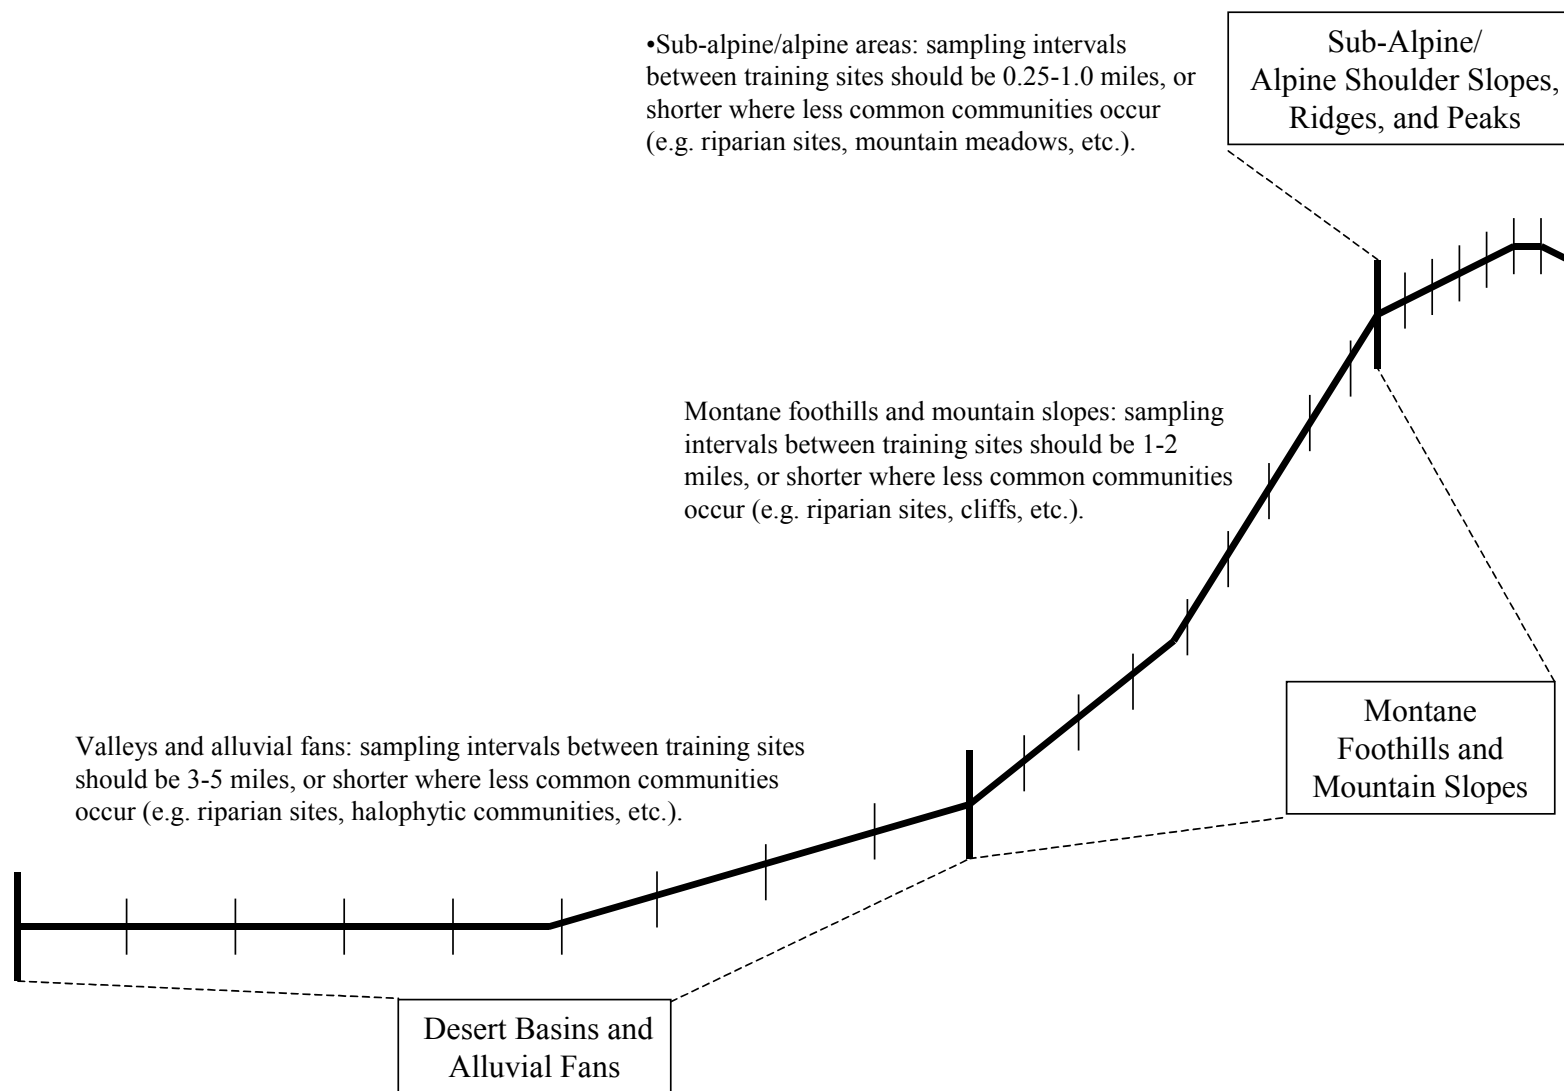 •Sub-alpine/alpine areas: sampling intervals
between training sites should be 0.25-1.0 miles, or
shorter where less common communities occur
(e.g. riparian sites, mountain meadows, etc.).
Sub-Alpine/
Alpine Shoulder Slopes,
Ridges, and Peaks
Montane foothills and mountain slopes: sampling
intervals between training sites should be 1-2
miles, or shorter where less common communities
occur (e.g. riparian sites, cliffs, etc.).
Montane
Foothills and
Mountain Slopes
Valleys and alluvial fans: sampling intervals between training sites
should be 3-5 miles, or shorter where less common communities
occur (e.g. riparian sites, halophytic communities, etc.).
Desert Basins and
Alluvial Fans